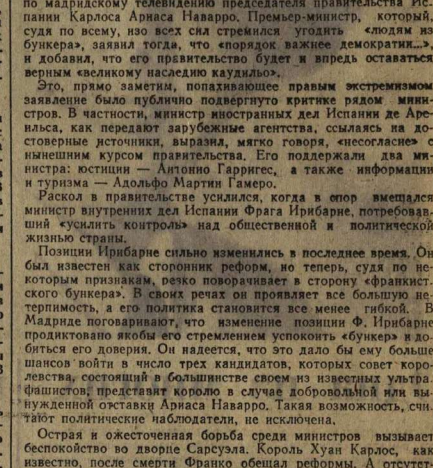 по мадридскому телевидению председателя правительства Ис-
пании Карлоса Ариаса Наварро. Премьер-министр, который,
судя по всему, изо всех сил стремился угодить «людям из
бункера», заявил тогда, что «порядок важнее демократии...»,
и добавил, что его правительство будет и впредь оставаться
верным «великому наследию каудильо».
Это, прямо заметим, попахивающее правым экстремизмом
заявление было публично подвергнуто критике рядом мини-
стров. В частности, министр иностранных дел Испании де Аре-
ильса, как передают зарубежные агентства, ссылаясь на до-
стоверные источники, выразил, мягко говоря, «несогласие» с
нынешним курсом правительства. Его поддержали два ми-
нистра: юстиции — Антонио Гарригес, а также информации
и туризма — Адольфо Мартин Гамеро.
Раскол в правительстве усилился, когда в спор вмешался
министр внутренних дел Испании Фрага Ирибарне, потребовав-
ший «усилить контроль» над общественной и политической
жизнью страны.
Позиции Ирибарне сильно изменились в последнее время. Он
был известен как сторонник реформ, но теперь, судя по не-
которым признакам, резко поворачивает в сторону «франкист-
ского бункера». В своих речах он проявляет все большую не-
терпимость, а его политика становится все менее гибкой. В
Мадриде поговаривают, что изменение позиции Ф. Ирибарне
продиктовано якобы его стремлением успокоить «бункер» и до-
биться его доверия. Он надеется, что это дало бы ему больше
шансов войти в число трех кандидатов, которых совет коро-
левства, состоящий в большинстве своем из известных ультра-
фашистов, представит королю в случае добровольной или вы-
нужденной отставки Ариаса Наварро. Такая возможность, счи-
тают политические наблюдатели, не исключена.
Острая и ожесточенная борьба среди министров вызывает
беспокойство во дворце Сарсуэла. Король Хуан Карлос, как
известно, после смерти Франко обещал реформы. А отсутст